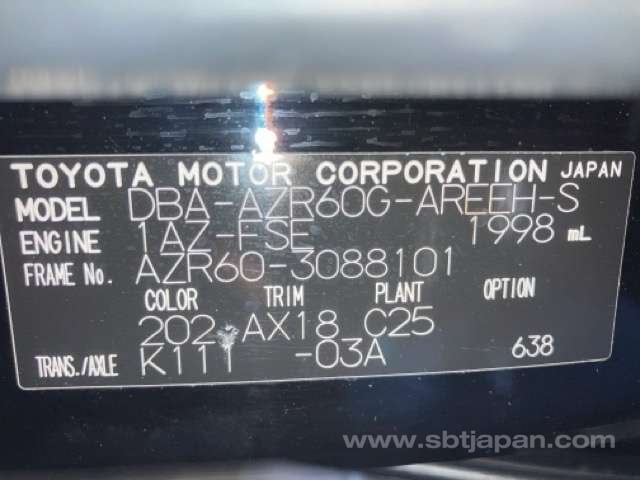 TOYOTA MOTOR CORPORATION JAPAN
MODEL DBA-AZR60G-AREEH-S
ENGINE 1AZ-FSE 1998 mL
FRAME No. AZR60-3088101
COLOR TRIM PLANT OPTION
202 AX18 C25
TRANS./AXLE K111 -03A 638
www.sbtjapan.com